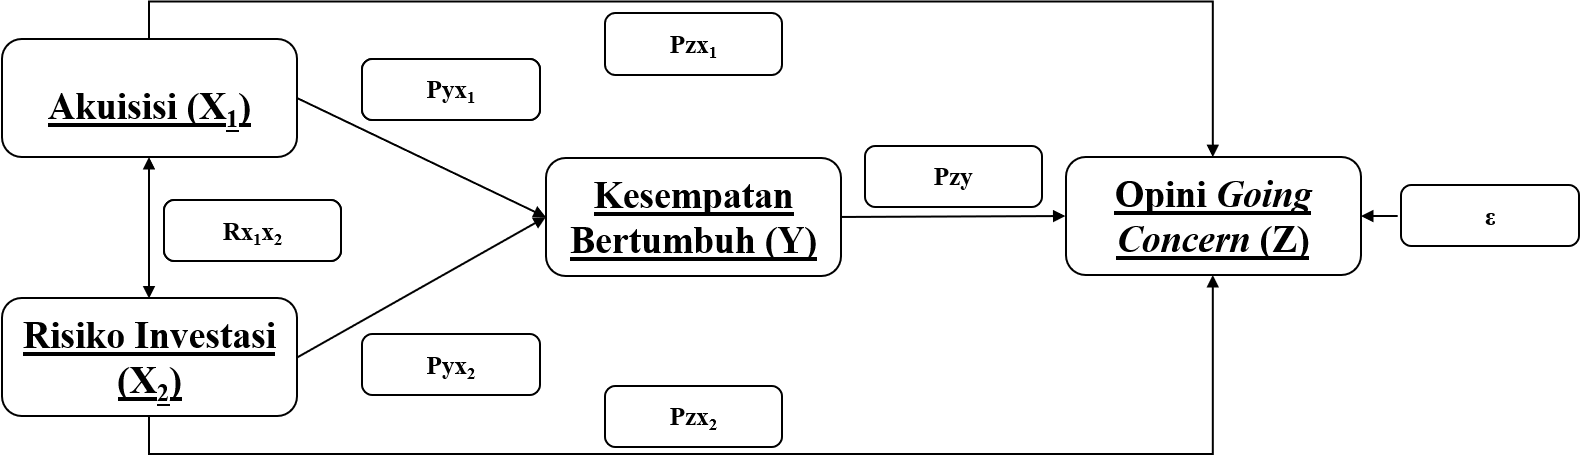 Pzx₁
Akuisisi (X₁)
Pyx₁
Pzy
Kesempatan
Bertumbuh (Y)
Opini Going
Concern (Z)
ε
Rx₁x₂
Risiko Investasi
(X₂)
Pyx₂
Pzx₂